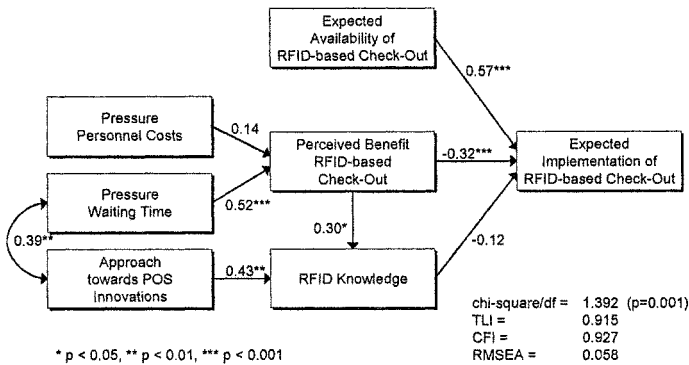 Expected
Availability of
RFID-based Check-Out
0.57***
Pressure
Personnel Costs
0.14
Perceived Benefit
RFID-based
Check-Out
-0.32***
Expected
Implementation of
RFID-based Check-Out
Pressure
Waiting Time
0.52***
0.39**
0.30*
-0.12
Approach
towards POS
Innovations
0.43**
RFID Knowledge
chi-square/df = 1.392 (p=0.001)
TLI = 0.915
CFI = 0.927
RMSEA = 0.058
* p < 0,05, ** p < 0.01, *** p < 0.001